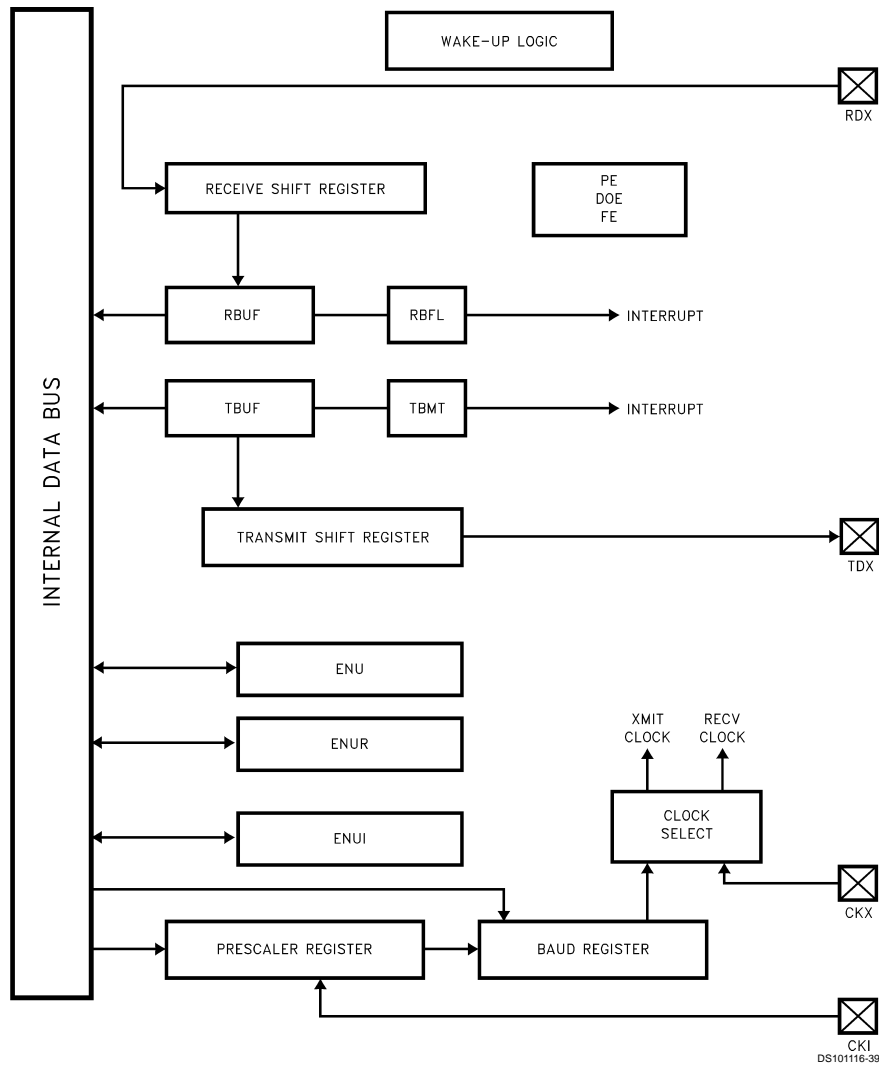 WAKE-UP LOGIC
RDX
RECEIVE SHIFT REGISTER
PE
DOE
FE
RBUF
RBFL
INTERRUPT
INTERNAL DATA BUS
TBUF
TBMT
INTERRUPT
TRANSMIT SHIFT REGISTER
TDX
ENU
ENUR
XMIT
CLOCK
RECV
CLOCK
ENUI
CLOCK
SELECT
CKX
PRESCALER REGISTER
BAUD REGISTER
CKI
DS101116-39